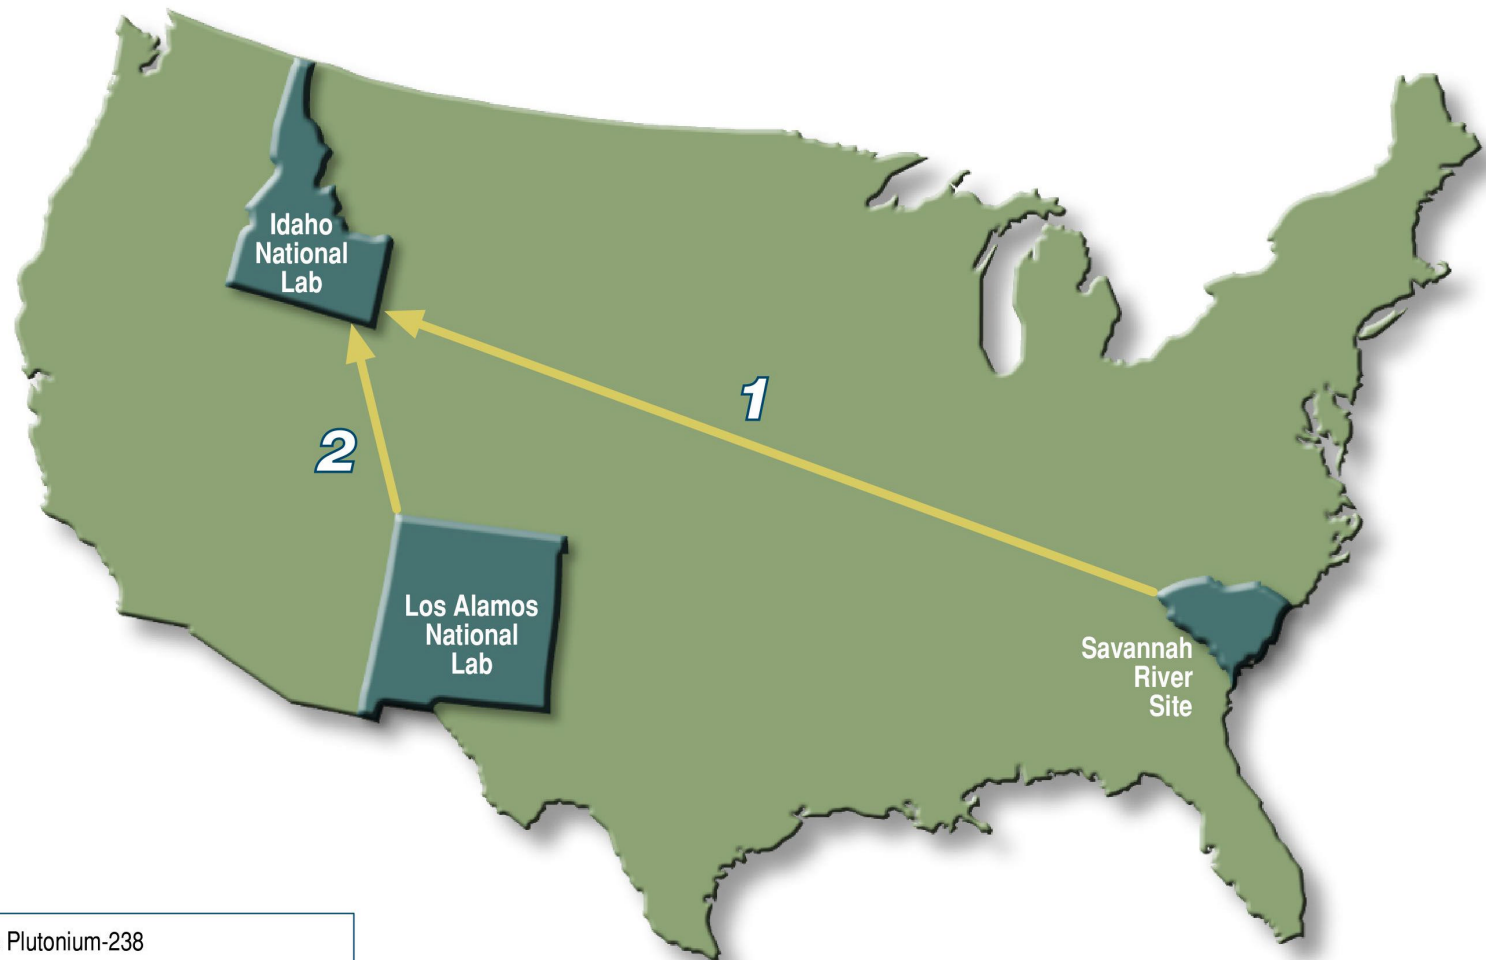 Idaho
National
Lab
1
2
Los Alamos
National
Lab
Savannah
River
Site
Plutonium-238